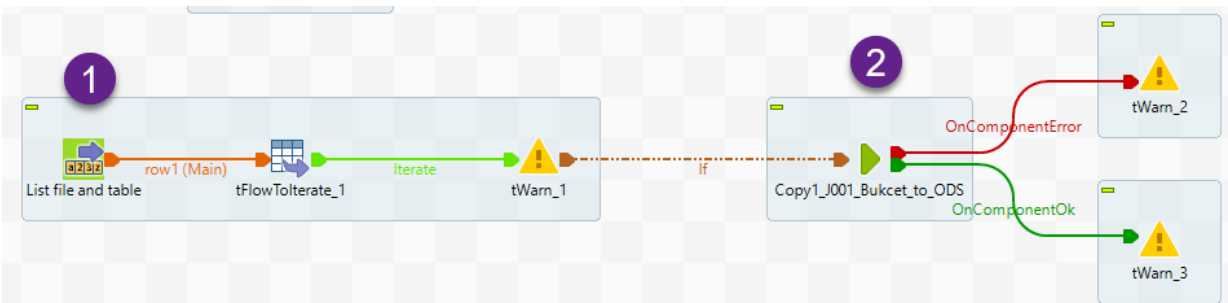 1
2
tWarn_2
OnComponentError
row1 (Main)
Iterate
If
List file and table
tFlowToIterate_1
tWarn_1
Copy1_J001_Bukcet_to_ODS
OnComponentOk
tWarn_3